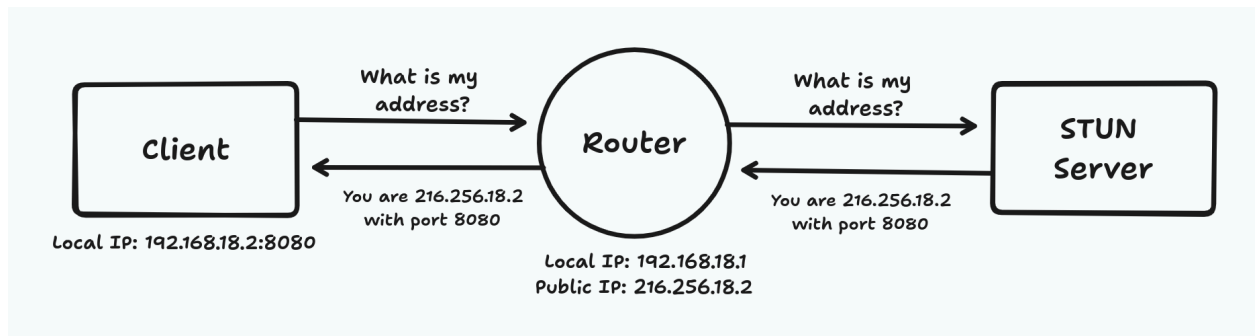 What is my
address?
What is my
address?
Client
Router
STUN
Server
You are 216.256.18.2
with port 8080
You are 216.256.18.2
with port 8080
Local IP: 192.168.18.2:8080
Local IP: 192.168.18.1
Public IP: 216.256.18.2